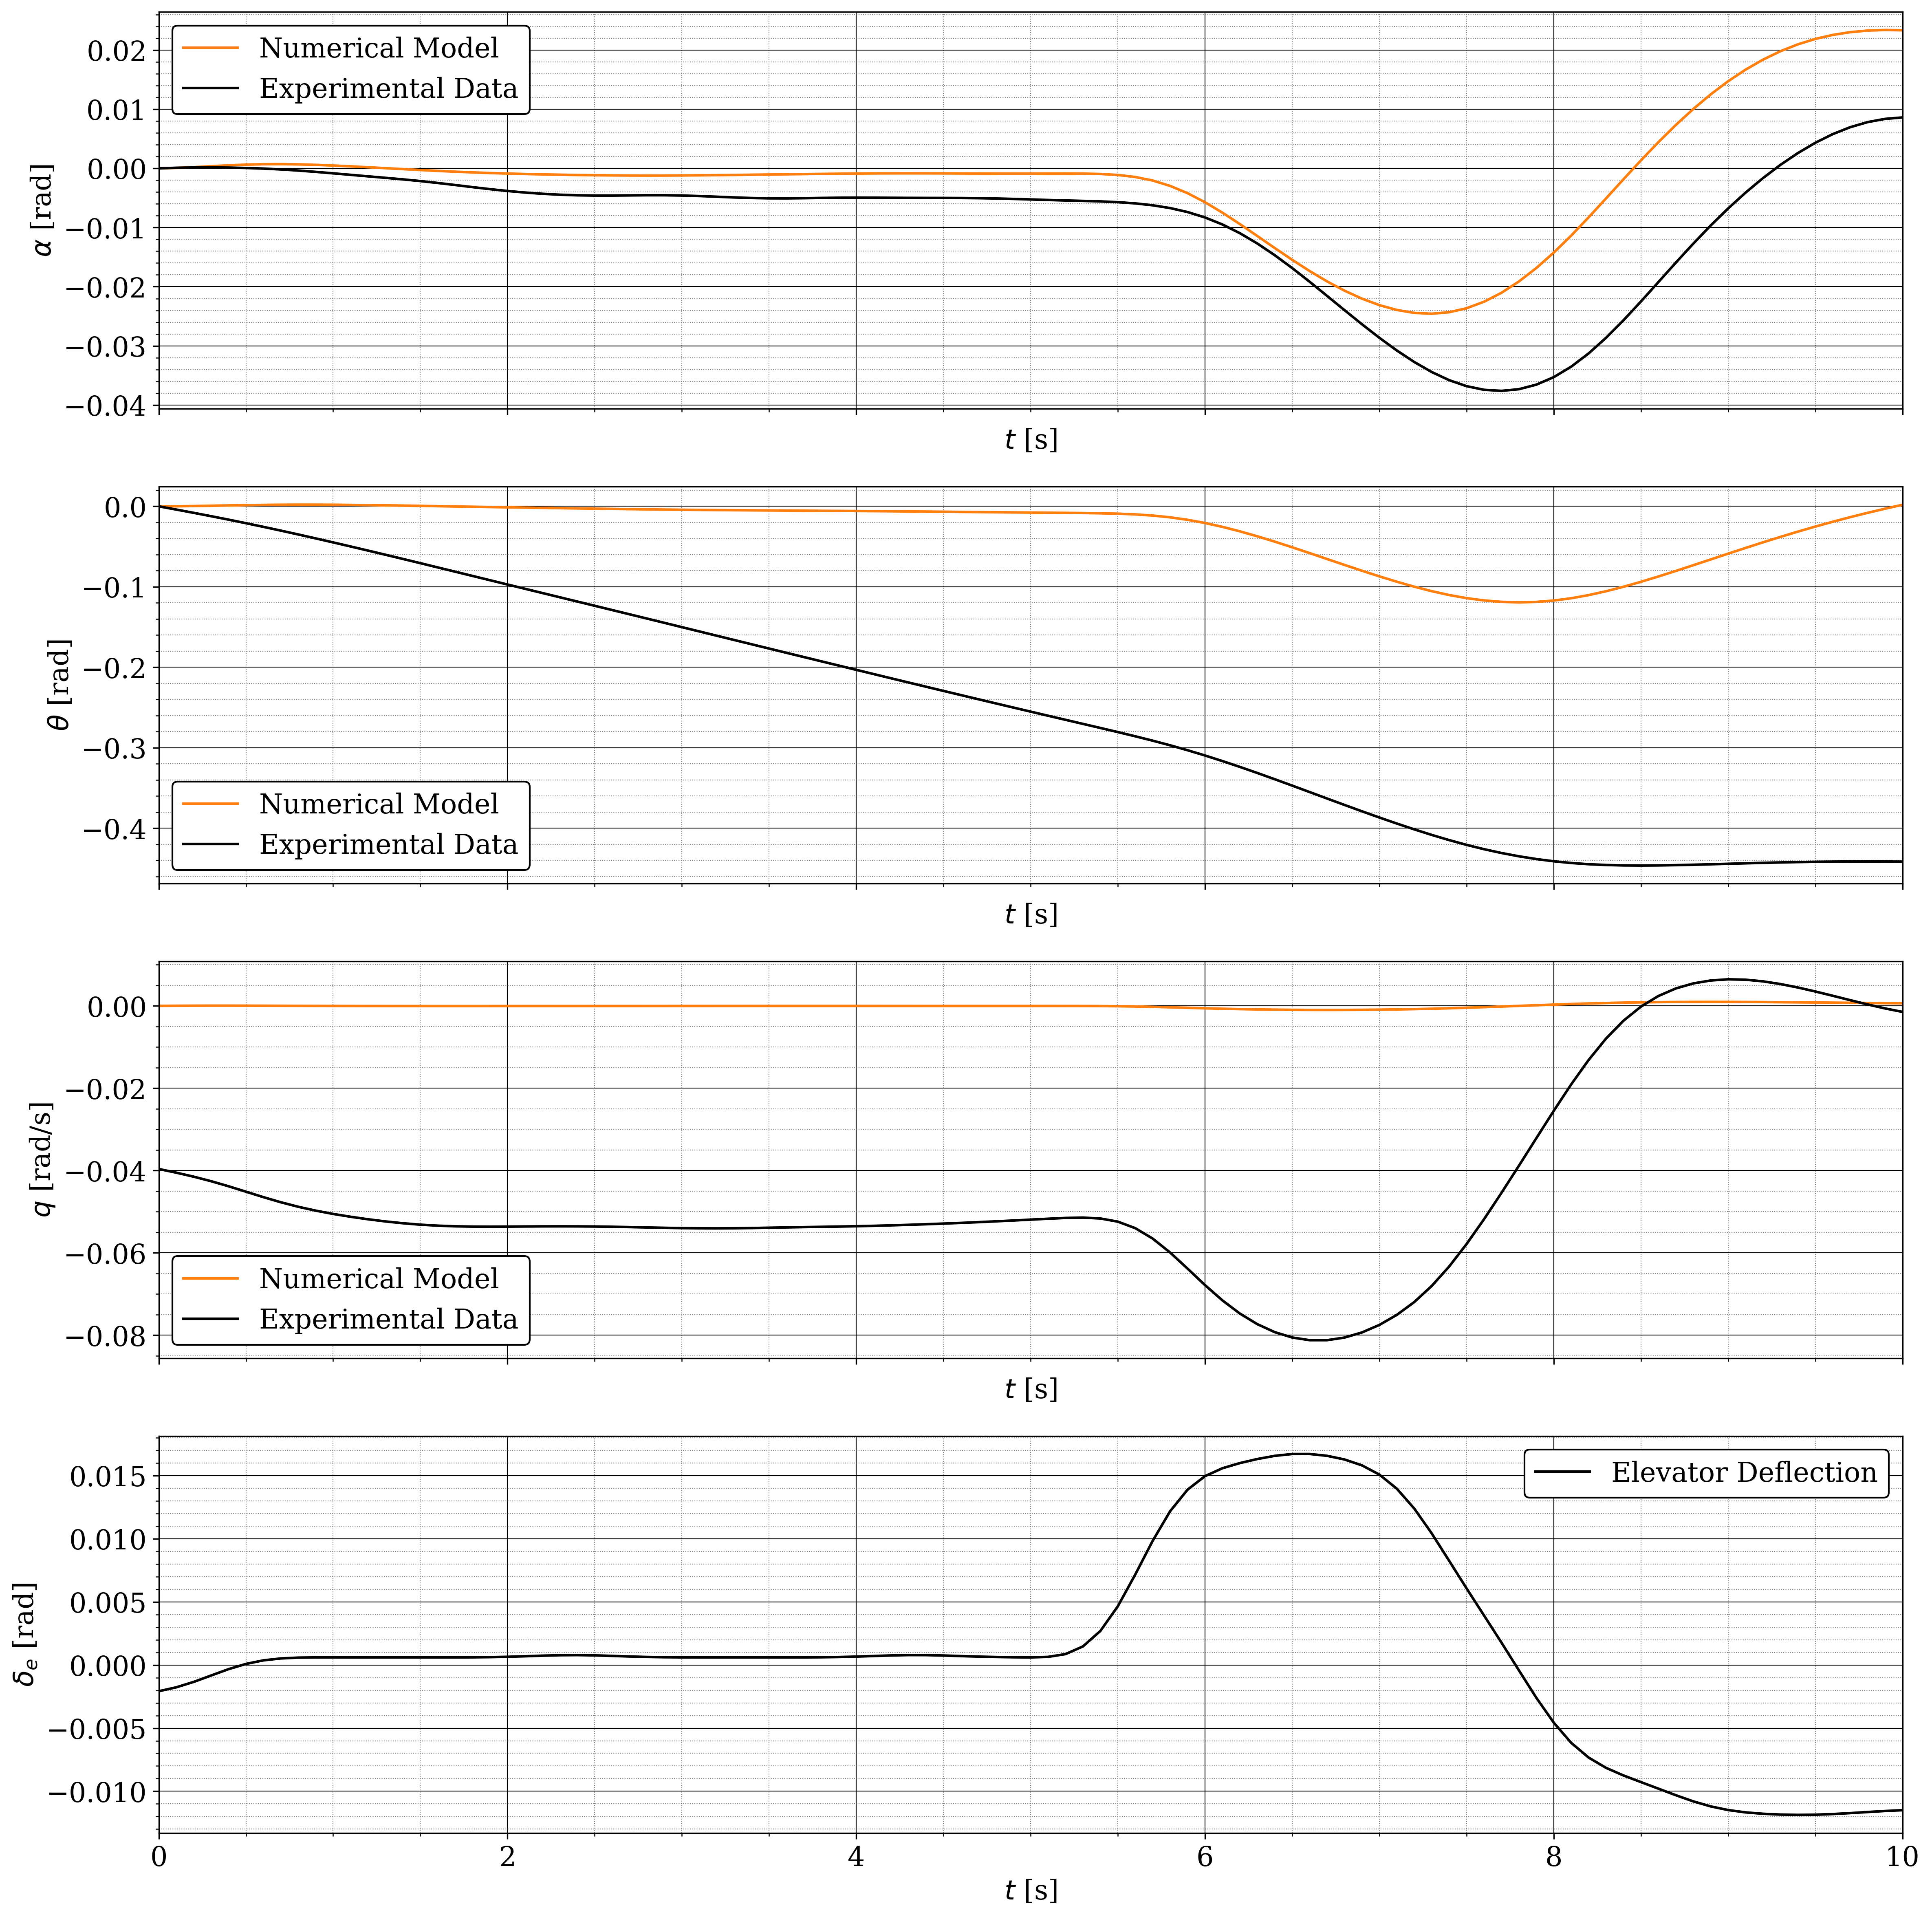 Numerical Model
Experimental Data
0.02
0.01
0.00
−0.01
−0.02
−0.03
−0.04
α [rad]
t [s]
0.0
−0.1
−0.2
−0.3
−0.4
θ [rad]
Numerical Model
Experimental Data
t [s]
0.00
−0.02
−0.04
−0.06
−0.08
q [rad/s]
Numerical Model
Experimental Data
t [s]
Elevator Deflection
0.015
0.010
0.005
0.000
−0.005
−0.010
δe [rad]
0 2 4 6 8 10
t [s]